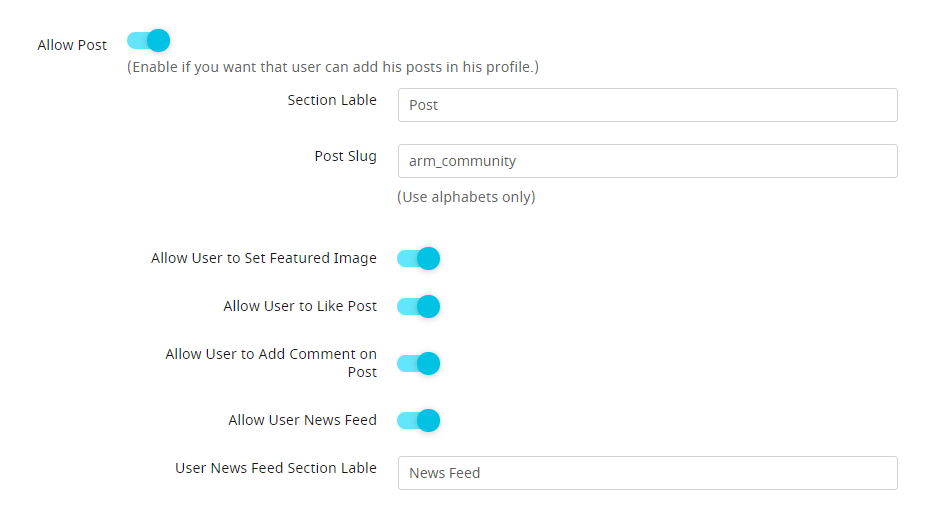 Allow Post
(Enable if you want that user can add his posts in his profile.)
Section Lable
Post
Post Slug
arm_community
(Use alphabets only)
Allow User to Set Featured Image
Allow User to Like Post
Allow User to Add Comment on
Post
Allow User News Feed
User News Feed Section Lable
News Feed